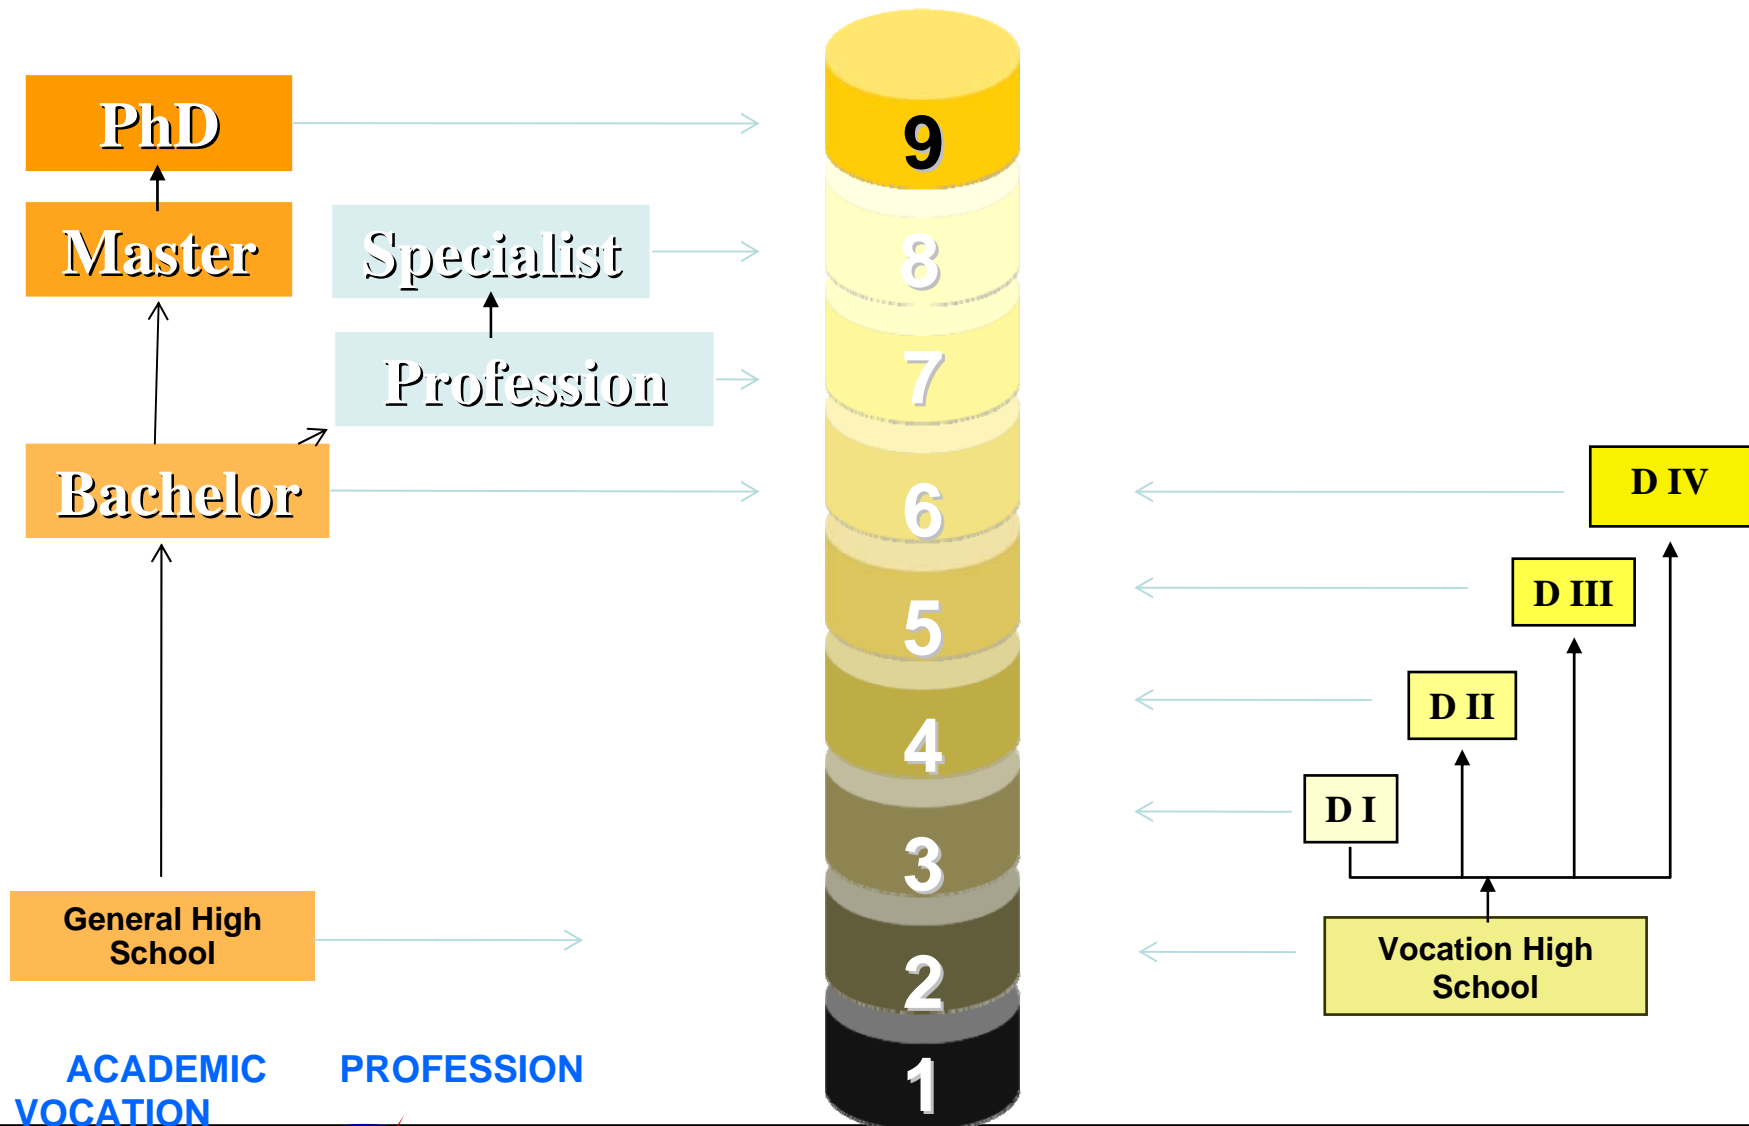 PhD
9
Master
Specialist
8
Profession
7
Bachelor
6
D IV
5
D III
4
D II
3
D I
General High
School
2
Vocation High
School
1
ACADEMIC PROFESSION
VOCATION